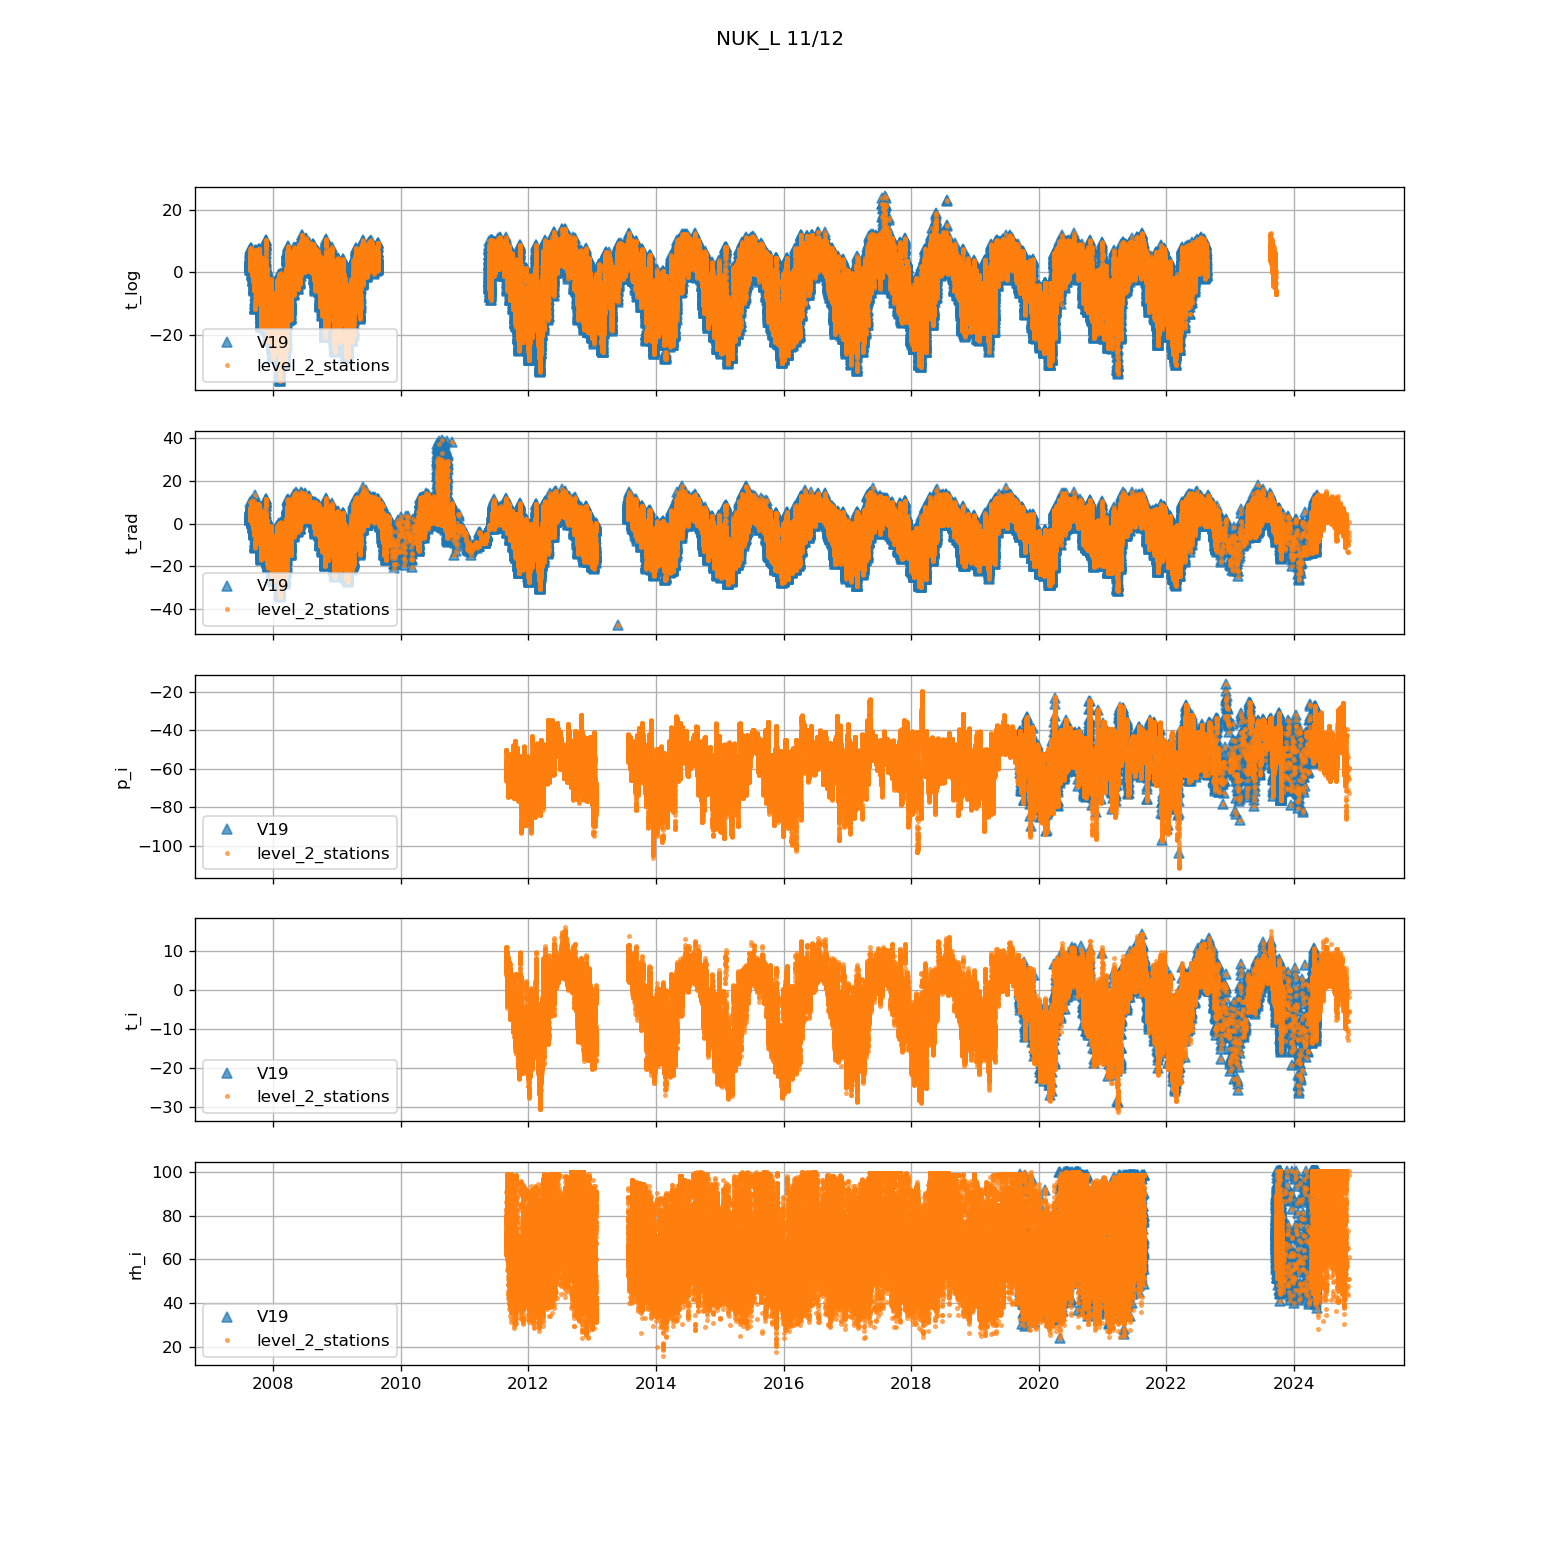 NUK_L 11/12
20
0
−20
t_log
V19
level_2_stations
40
20
0
−20
−40
t_rad
V19
level_2_stations
−20
−40
−60
−80
−100
p_i
V19
level_2_stations
10
0
−10
−20
−30
t_i
V19
level_2_stations
100
80
60
40
20
rh_i
V19
level_2_stations
2008 2010 2012 2014 2016 2018 2020 2022 2024